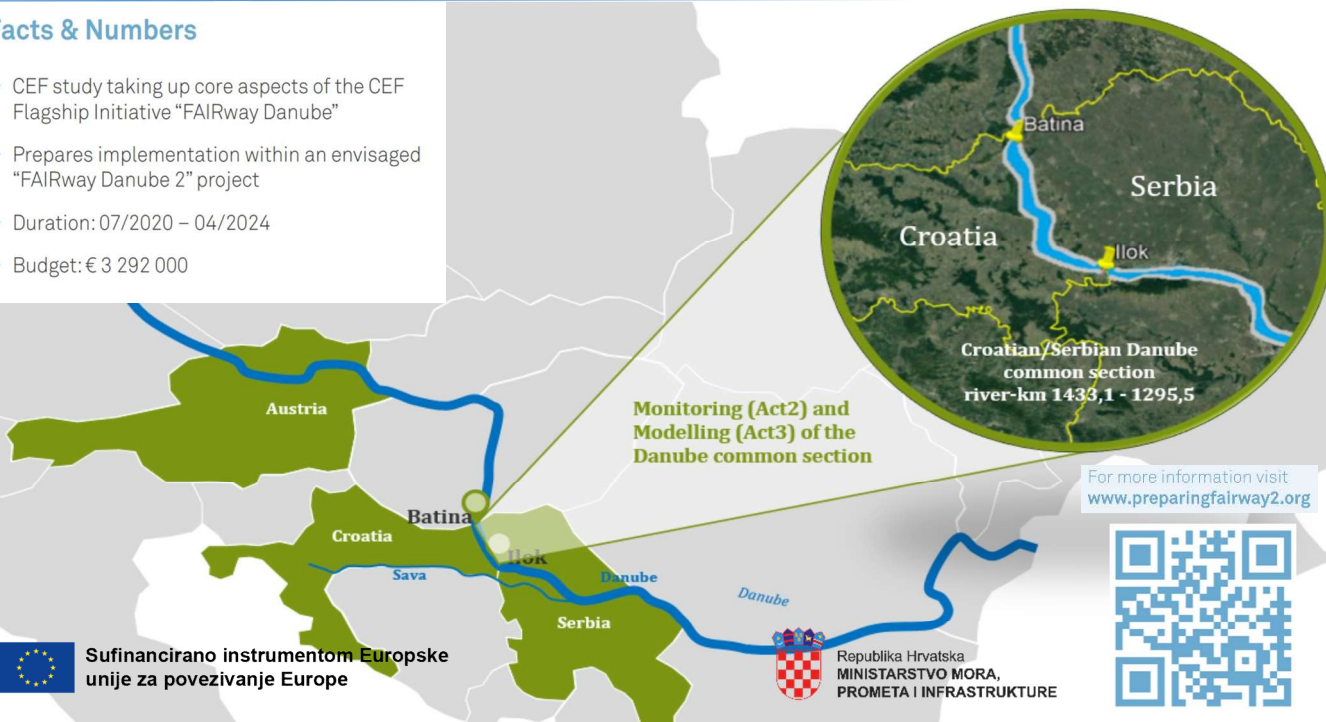 acts & Numbers
CEF study taking up core aspects of the CEF
Flagship Initiative “FAIRway Danube”
Prepares implementation within an envisaged
“FAIRway Danube 2” project
Duration: 07/2020 – 04/2024
Budget: € 3 292 000
Batina
Serbia
Croatia
Ilok
Croatian/Serbian Danube
common section
river-km 1433,1 - 1295,5
Austria
Monitoring (Act2) and
Modelling (Act3) of the
Danube common section
For more information visit
www.preparingfairway2.org
Batina
Croatia
Ilok
Sava
Danube
Danube
Serbia
Sufinancirano instrumentom Europske
unije za povezivanje Europe
Republika Hrvatska
MINISTARSTVO MORA,
PROMETA I INFRASTRUKTURE